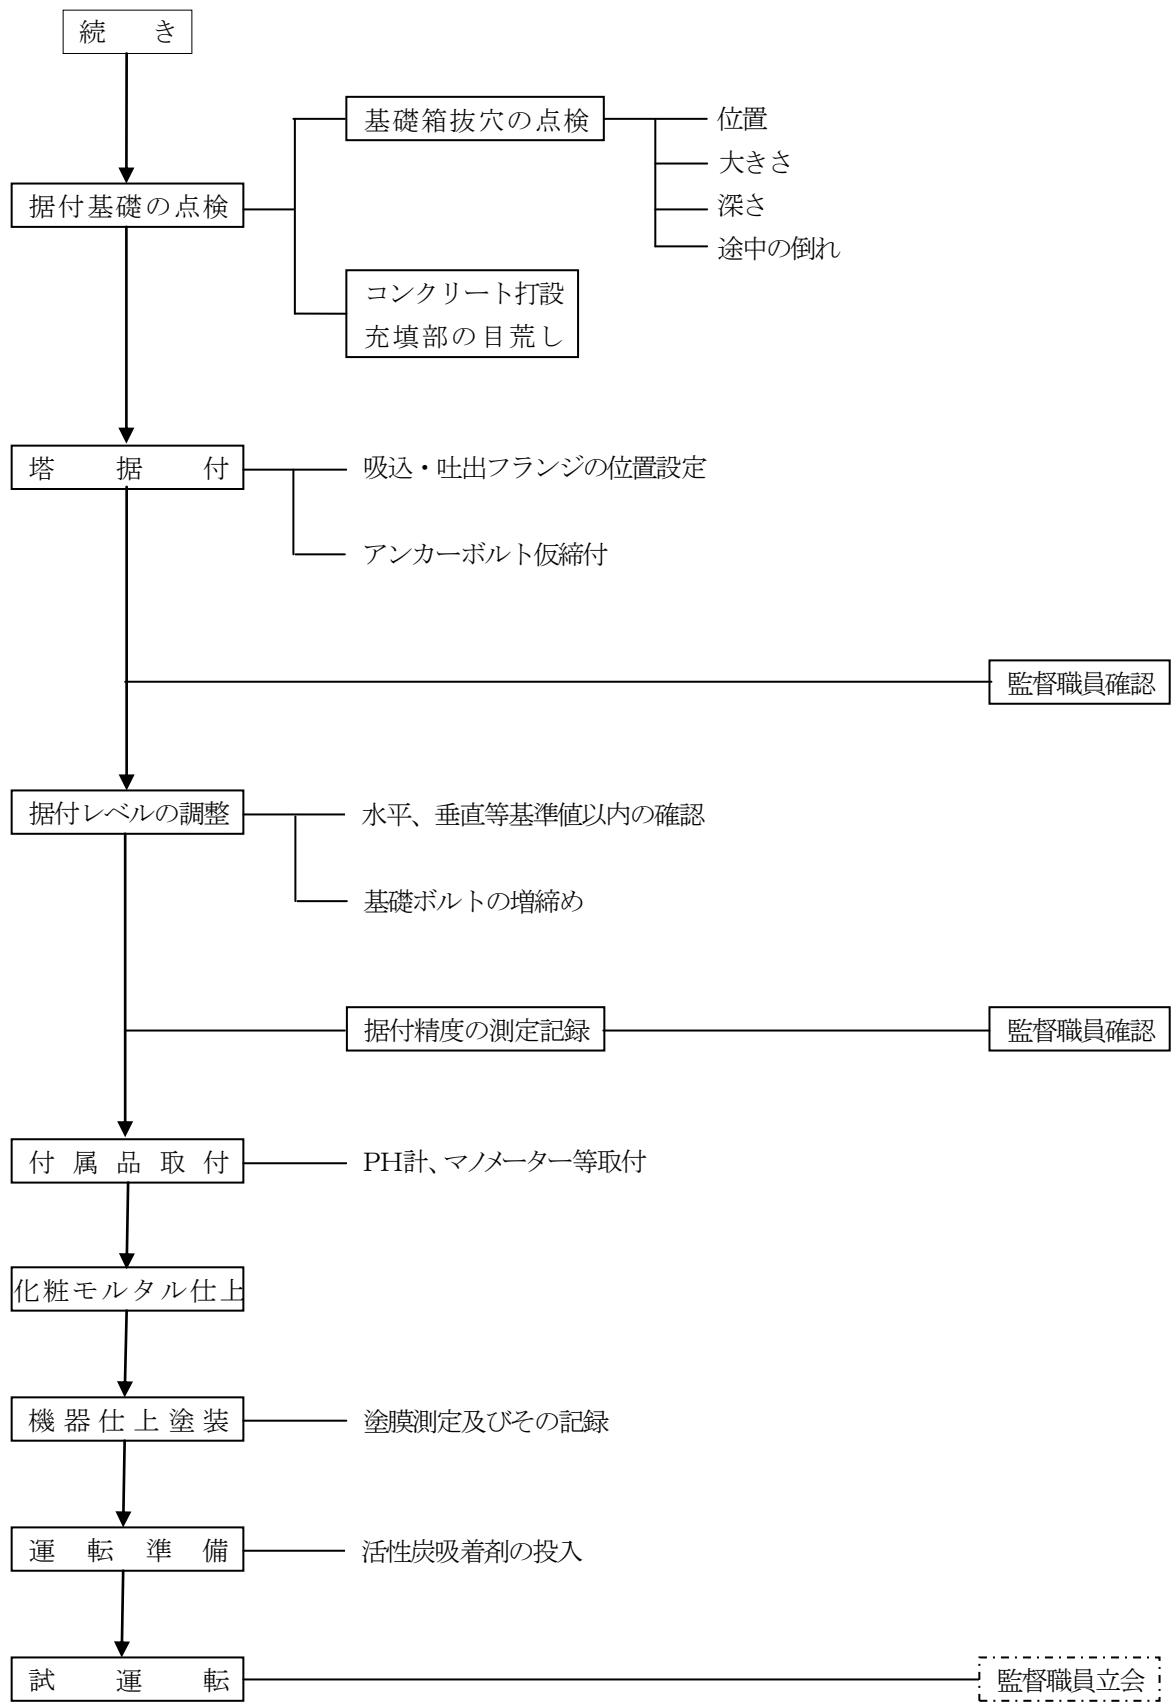 続き
基礎箱抜穴の点検
位置
大きさ
深さ
途中の倒れ
据付基礎の点検
コンクリート打設
充填部の目荒し
塔据付
吸込・吐出フランジの位置設定
アンカーボルト仮締付
監督職員確認
据付レベルの調整
水平、垂直等基準値以内の確認
基礎ボルトの増締め
据付精度の測定記録
監督職員確認
付属品取付
PH計、マノメーター等取付
化粧モルタル仕上
機器仕上塗装
塗膜測定及びその記録
運転準備
活性炭吸着剤の投入
試運転
監督職員立会